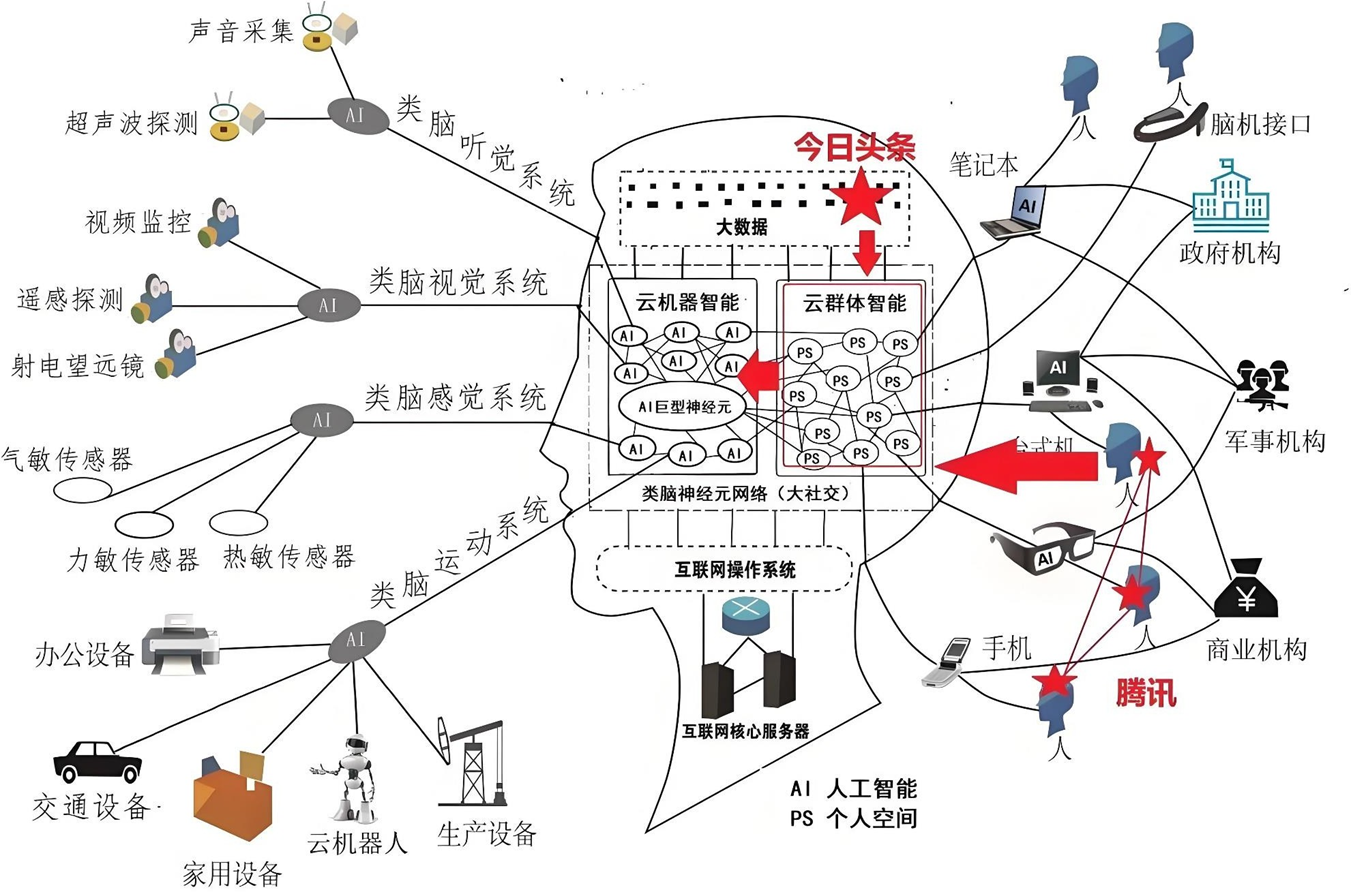 声音采集
AI
类脑听觉系统
超声波探测
视频监控
遥感探测
AI
类脑视觉系统
射电望远镜
AI
类脑感觉系统
气敏传感器
力敏传感器
热敏传感器
类脑运动系统
AI
办公设备
交通设备
家用设备
云机器人
生产设备
今日头条
大数据
云机器智能
AI
AI
AI
AI
AI
AI
AI巨型神经元
AI
AI
AI
云群体智能
PS
PS
PS
PS
PS
PS
PS
PS
PS
PS
PS
类脑神经元网络（大社交）
互联网操作系统
互联网核心服务器
AI 人工智能
PS 个人空间
人
人
脑机接口
笔记本
AI
政府机构
AI
台式机
军事机构
人
AI
人
手机
商业机构
¥
腾讯
人